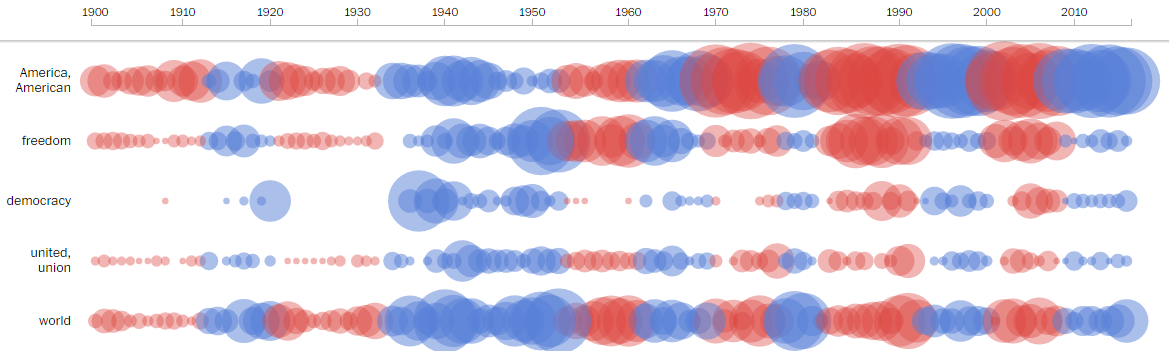 1900 1910 1920 1930 1940 1950 1960 1970 1980 1990 2000 2010
America,
American
freedom
democracy
united,
union
world